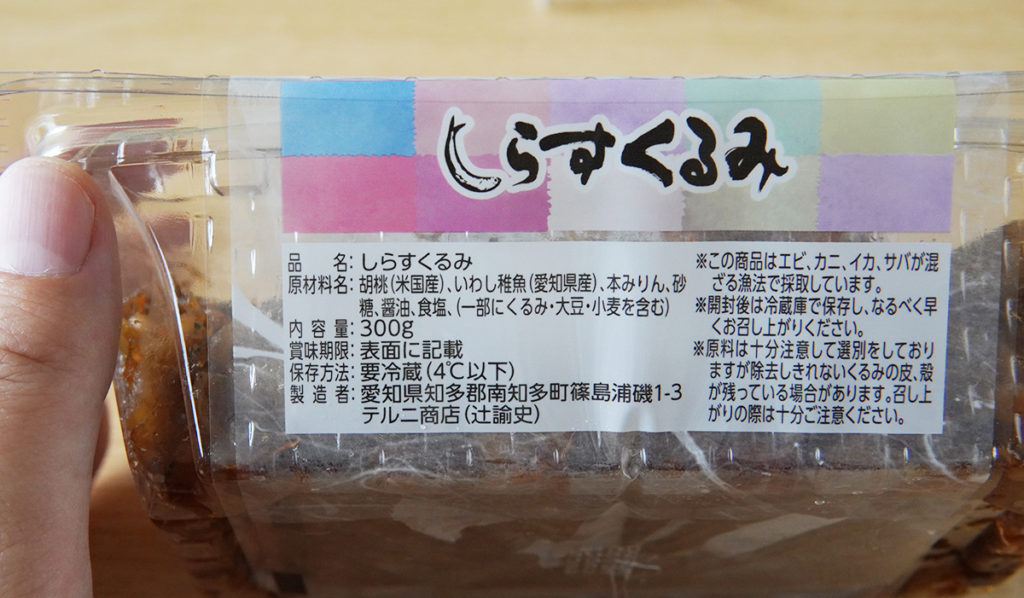 しらすくるみ
品名:しらすくるみ
原材料名:胡桃(米国産)、いわし稚魚(愛知県産)、本みりん、砂
糖、醤油、食塩、(一部にくるみ・大豆・小麦を含む)
内容量:300g
賞味期限:表面に記載
保存方法:要冷蔵(4℃以下)
製造者:愛知県知多郡南知多町篠島浦磯1-3
テルニ商店(辻諭史)
※この商品はエビ、カニ、イカ、サバが混
ざる漁法で採取しています。
※開封後は冷蔵庫で保存し、なるべく早
くお召し上がりください。
※原料は十分注意して選別をしており
ますが除去しきれないくるみの皮、殻
が残っている場合があります。召し上
がりの際は十分ご注意ください。